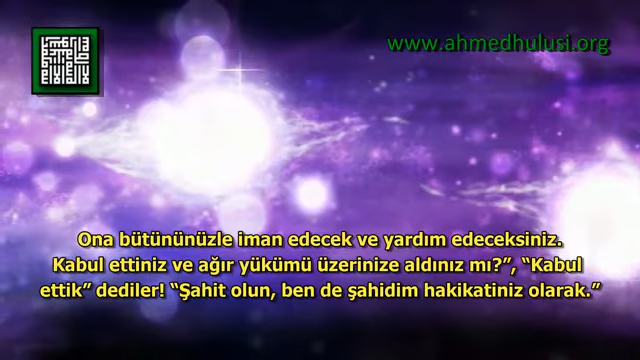 www.ahmedhulusi.org
Ona bütününüzle iman edecek ve yardım edeceksiniz.
Kabul ettiniz ve ağır yükümü üzerinize aldınız mı?”, “Kabul
ettik” dediler! “Şahit olun, ben de şahidim hakikatiniz olarak.”